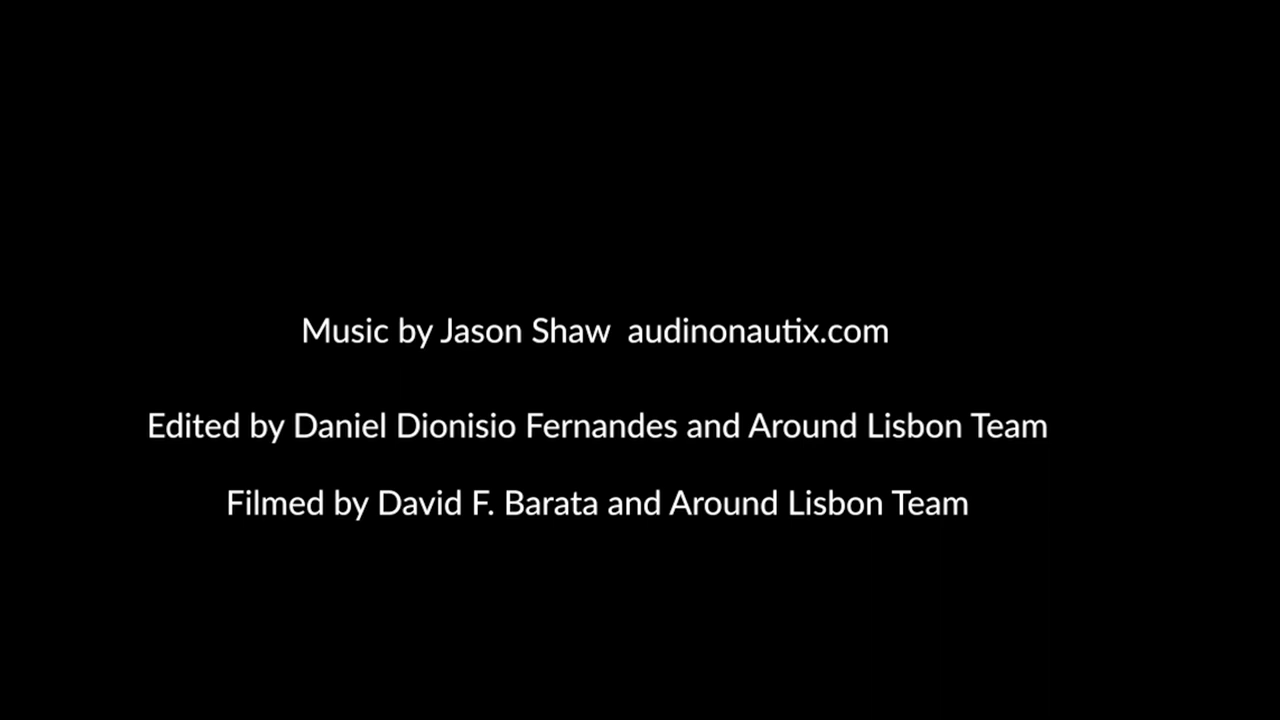 Music by Jason Shaw  audinonautix.com
Edited by Daniel Dionisio Fernandes and Around Lisbon Team
Filmed by David F. Barata and Around Lisbon Team